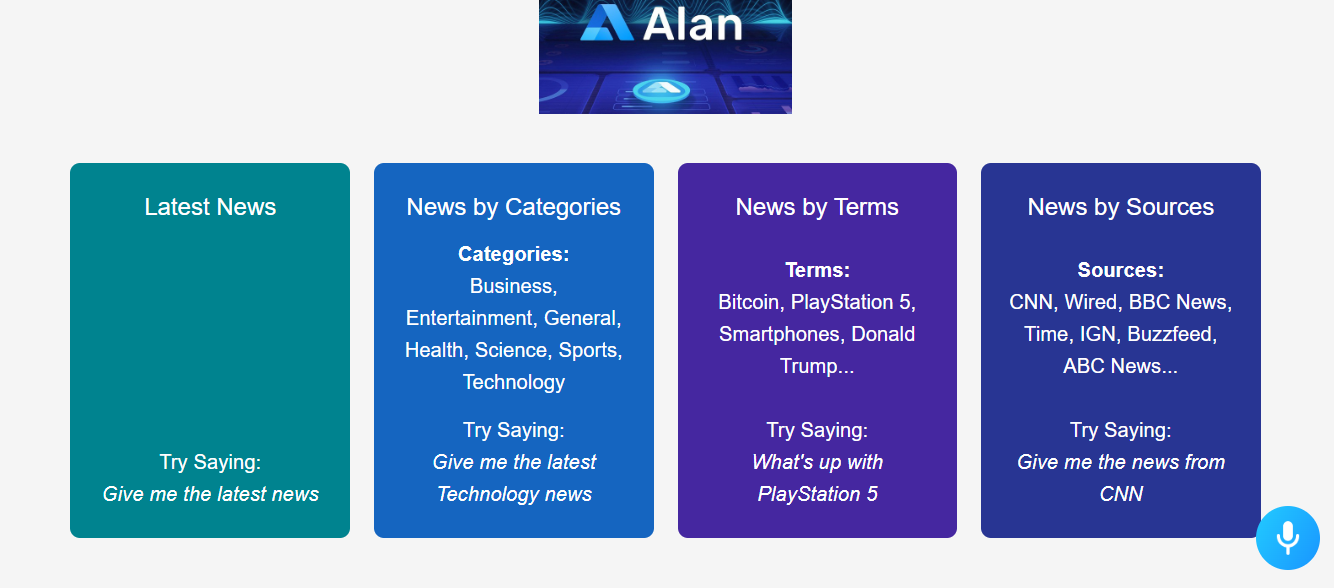 Alan
Latest News
Try Saying:
Give me the latest news
News by Categories
Categories:
Business,
Entertainment, General,
Health, Science, Sports,
Technology
Try Saying:
Give me the latest
Technology news
News by Terms
Terms:
Bitcoin, PlayStation 5,
Smartphones, Donald
Trump...
Try Saying:
What's up with
PlayStation 5
News by Sources
Sources:
CNN, Wired, BBC News,
Time, IGN, Buzzfeed,
ABC News...
Try Saying:
Give me the news from
CNN